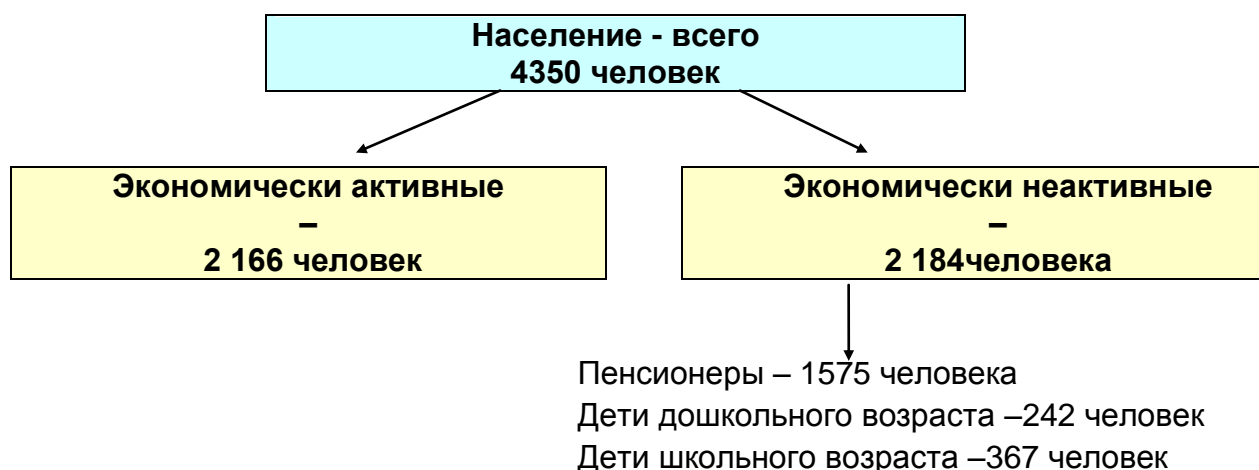 Население - всего
4350 человек
Экономически активные
–
2 166 человек
Экономически неактивные
–
2 184человека
Пенсионеры – 1575 человека
Дети дошкольного возраста –242 человек
Дети школьного возраста –367 человек